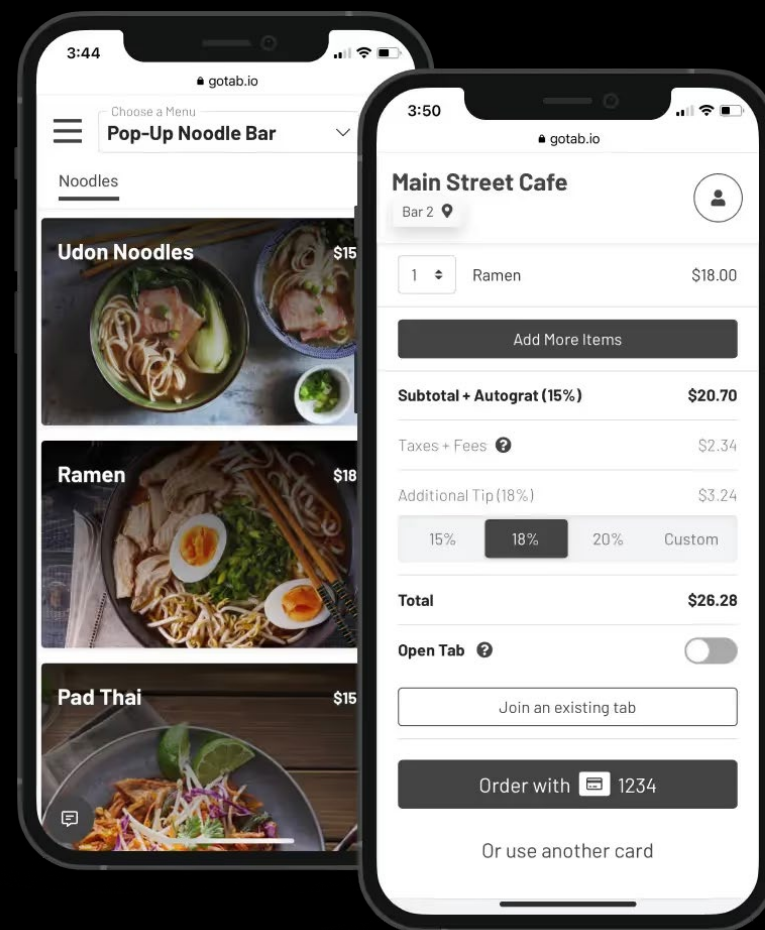 3:44
gotab.io
Choose a Menu
Pop-Up Noodle Bar
Noodles
Udon Noodles $15
Ramen $18
Pad Thai $15
3:50
gotab.io
Main Street Cafe
Bar 2
1 Ramen $18.00
Add More Items
Subtotal + Autograt (15%) $20.70
Taxes + Fees ? $2.34
Additional Tip (18%) $3.24
15% 18% 20% Custom
Total $26.28
Open Tab ?
Join an existing tab
Order with 1234
Or use another card